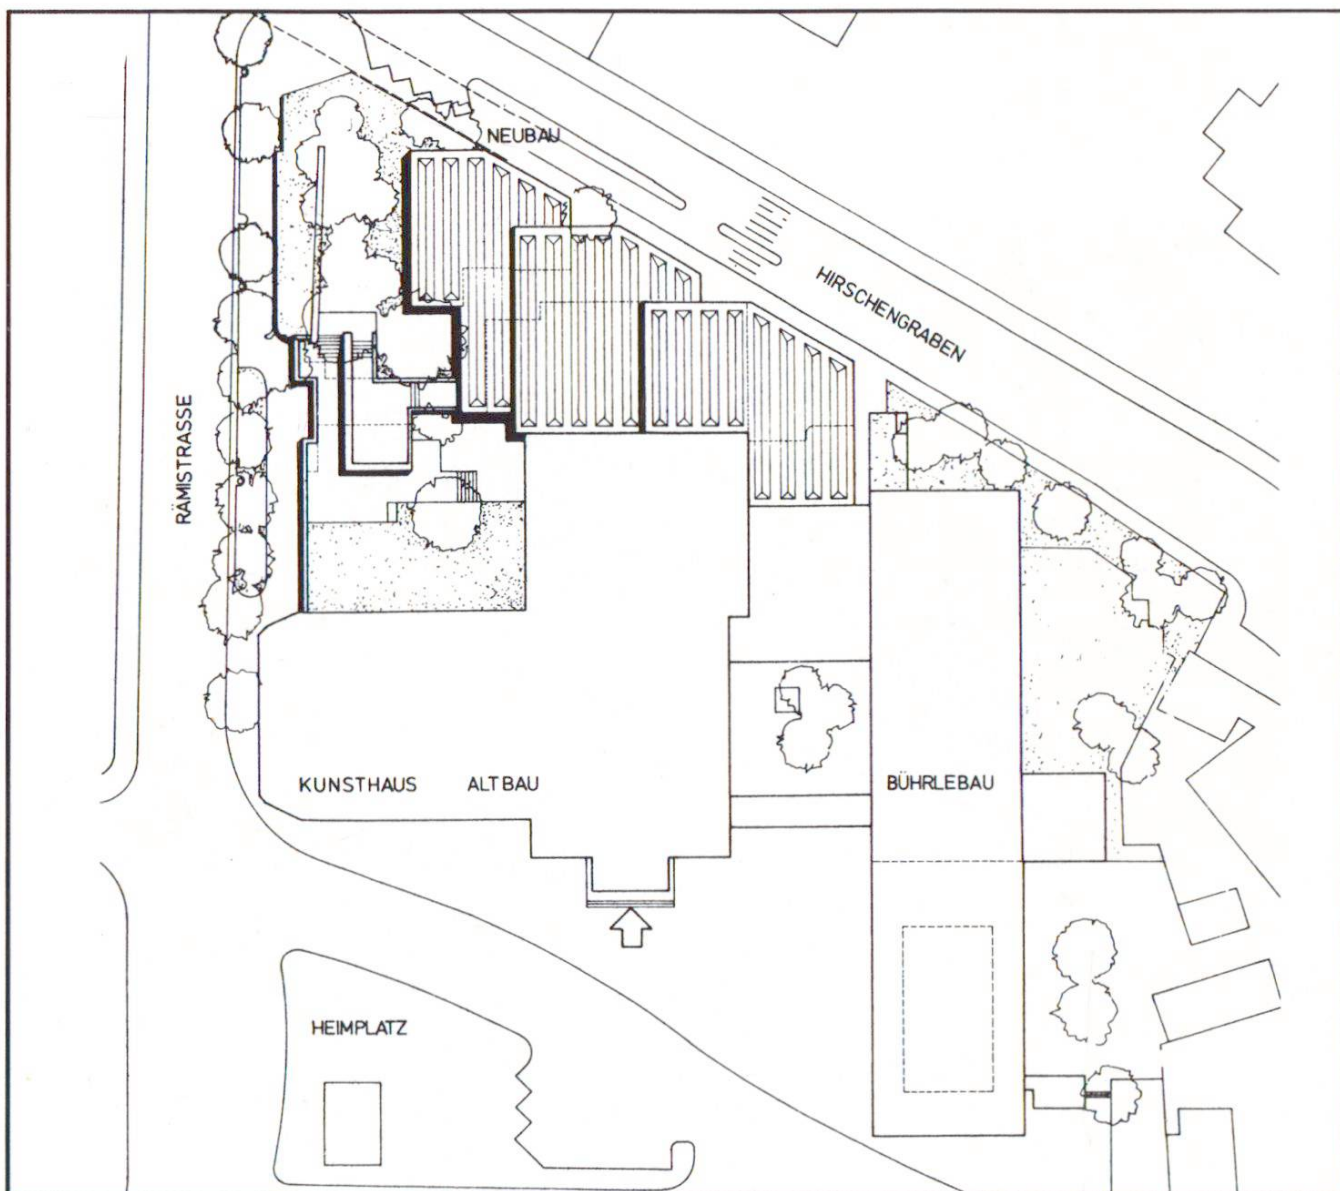 NEUBAU
HIRSCHENGRABEN
RÄMISTRASSE
KUNSTHAUS ALTBAU
BÜHRLEBAU
HEIMPLATZ